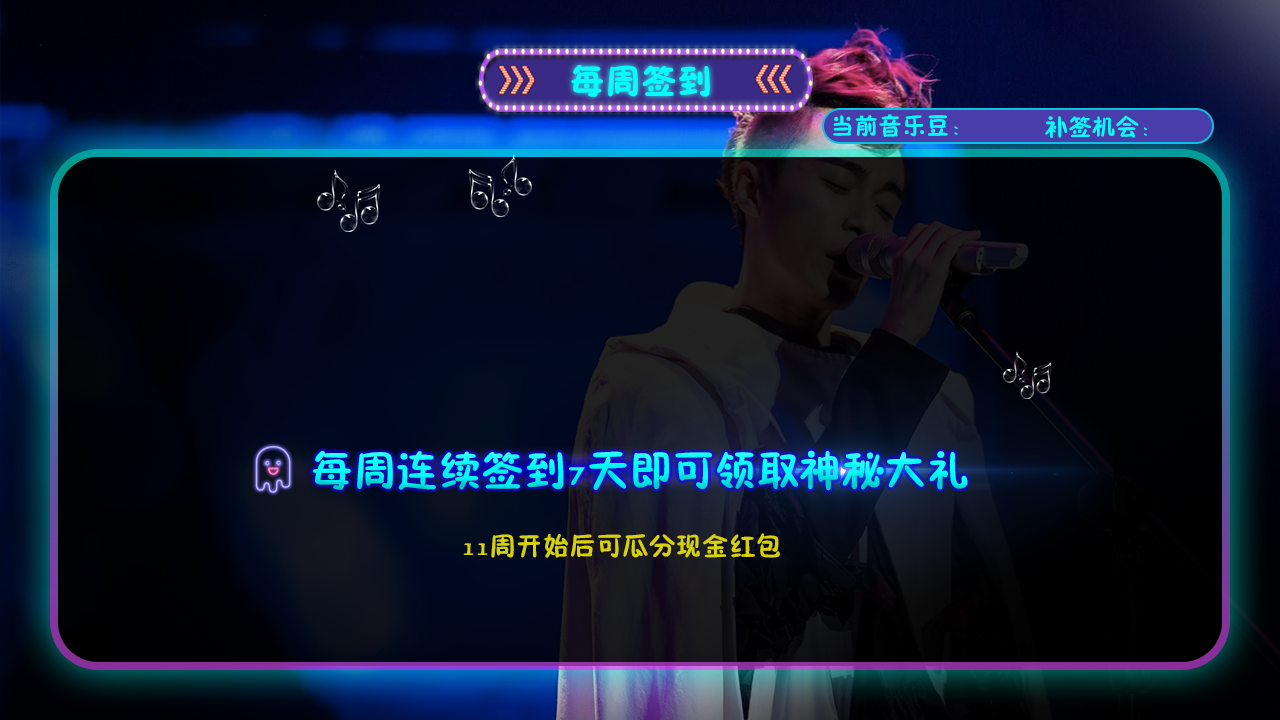 每周签到
当前音乐豆： 补签机会：
每周连续签到7天即可领取神秘大礼
11周开始后可瓜分现金红包